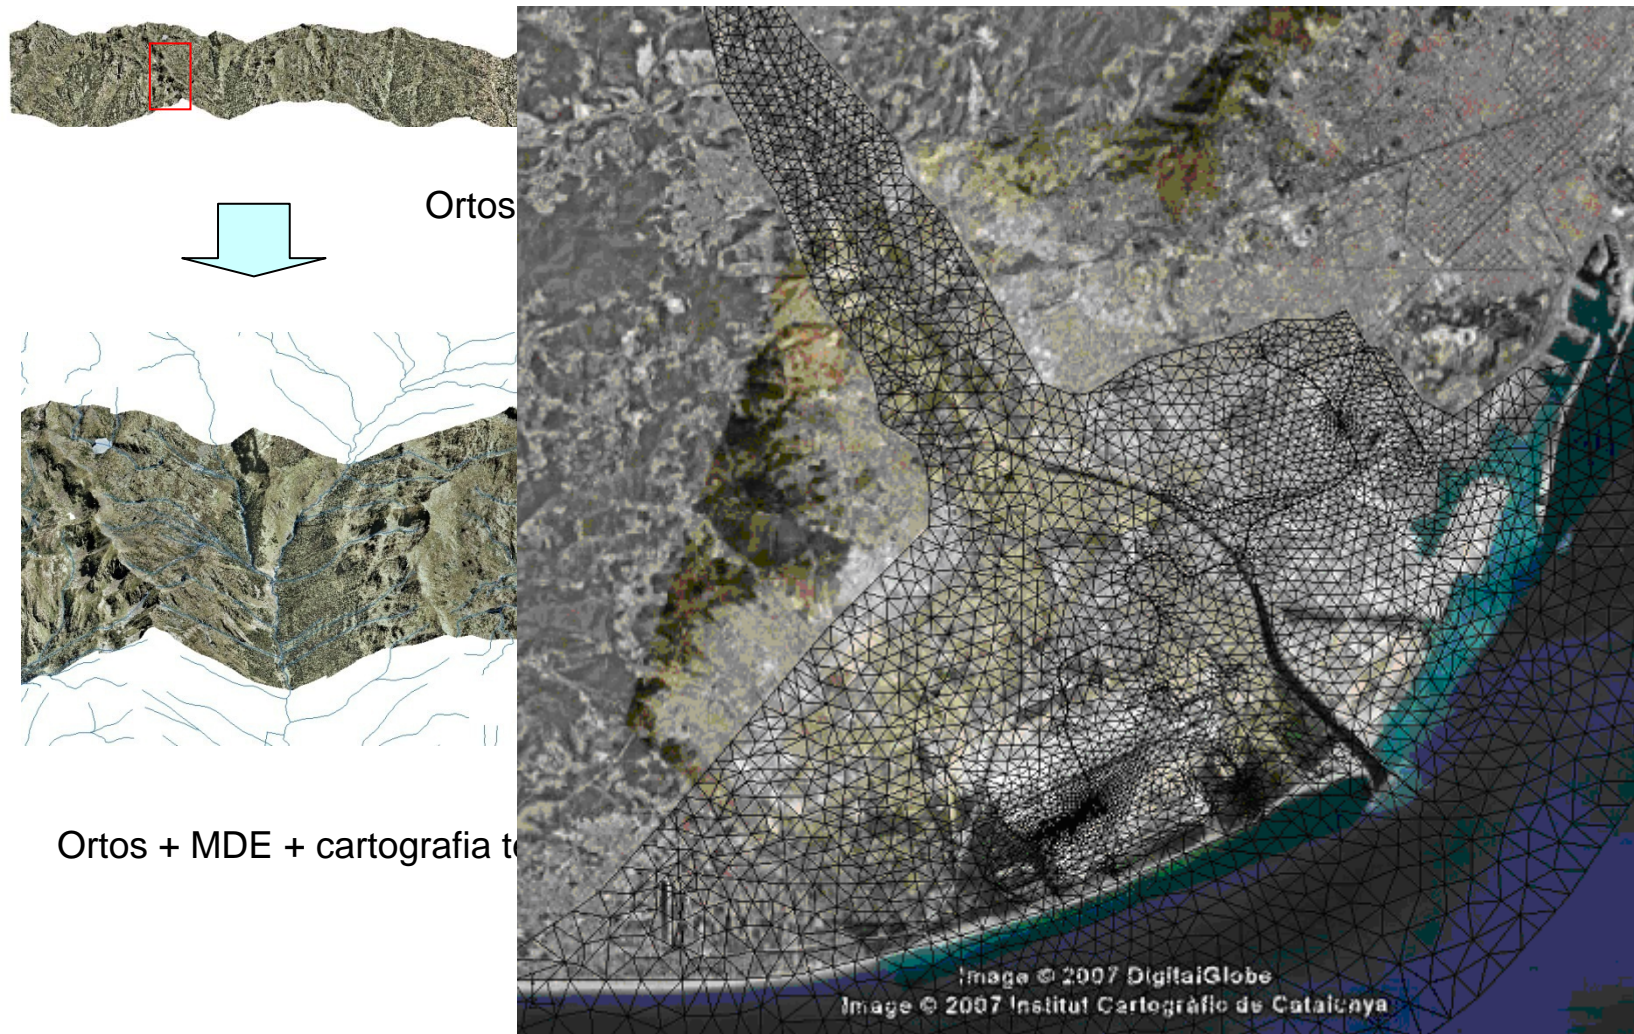 Ortos
Ortos + MDE + cartografia
Image © 2007 DigitalGlobe
Image © 2007 Institut Cartogràfic de Catalunya